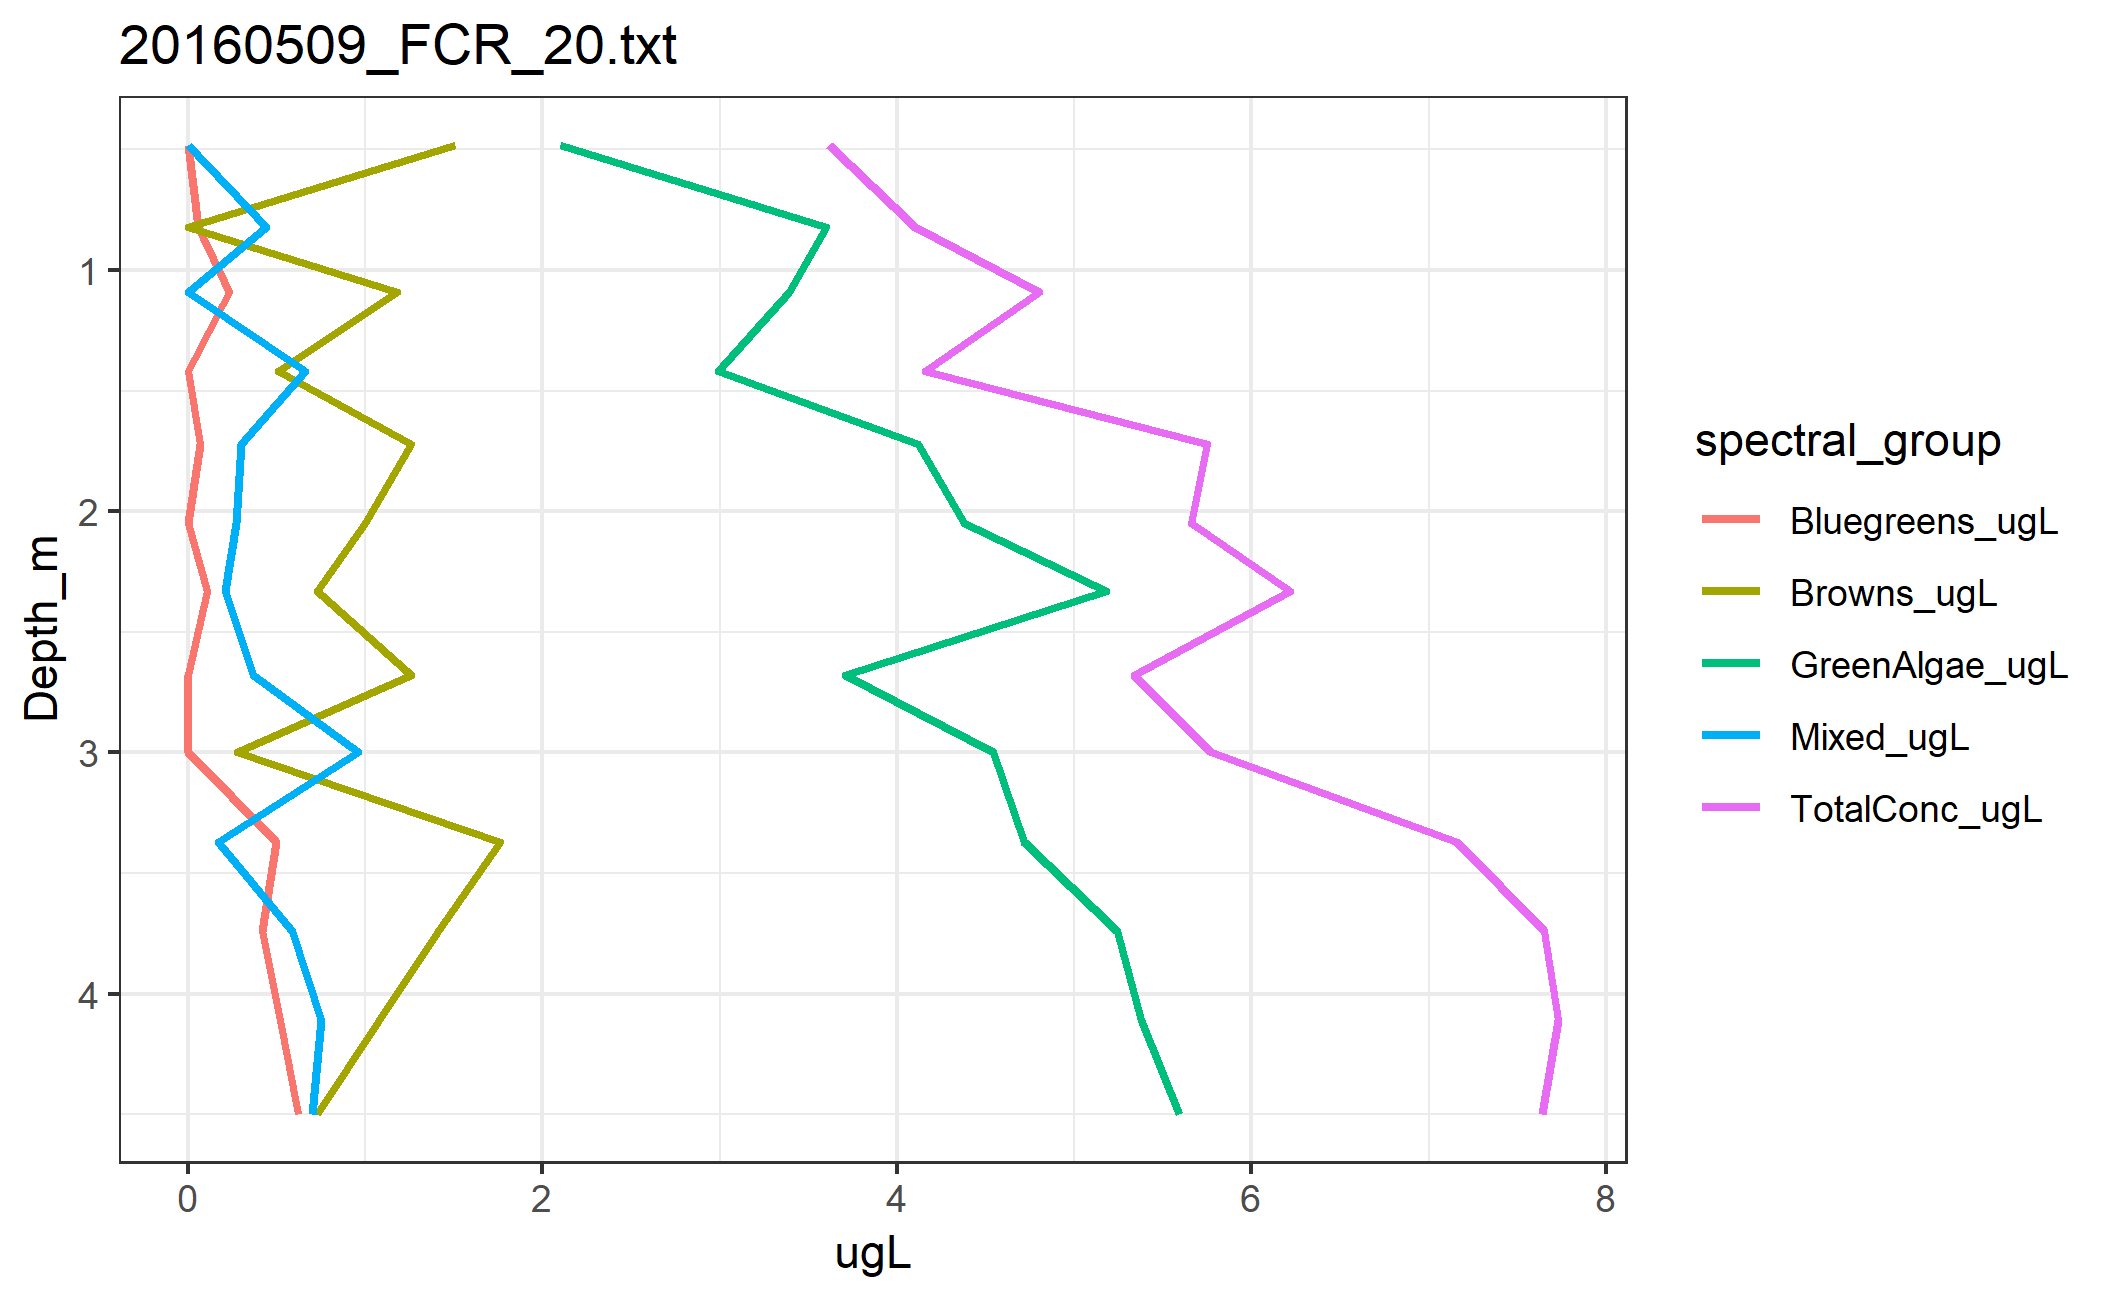 20160509_FCR_20.txt
Depth_m
1
2
3
4
0 2 4 6 8
ugL
spectral_group
Bluegreens_ugL
Browns_ugL
GreenAlgae_ugL
Mixed_ugL
TotalConc_ugL